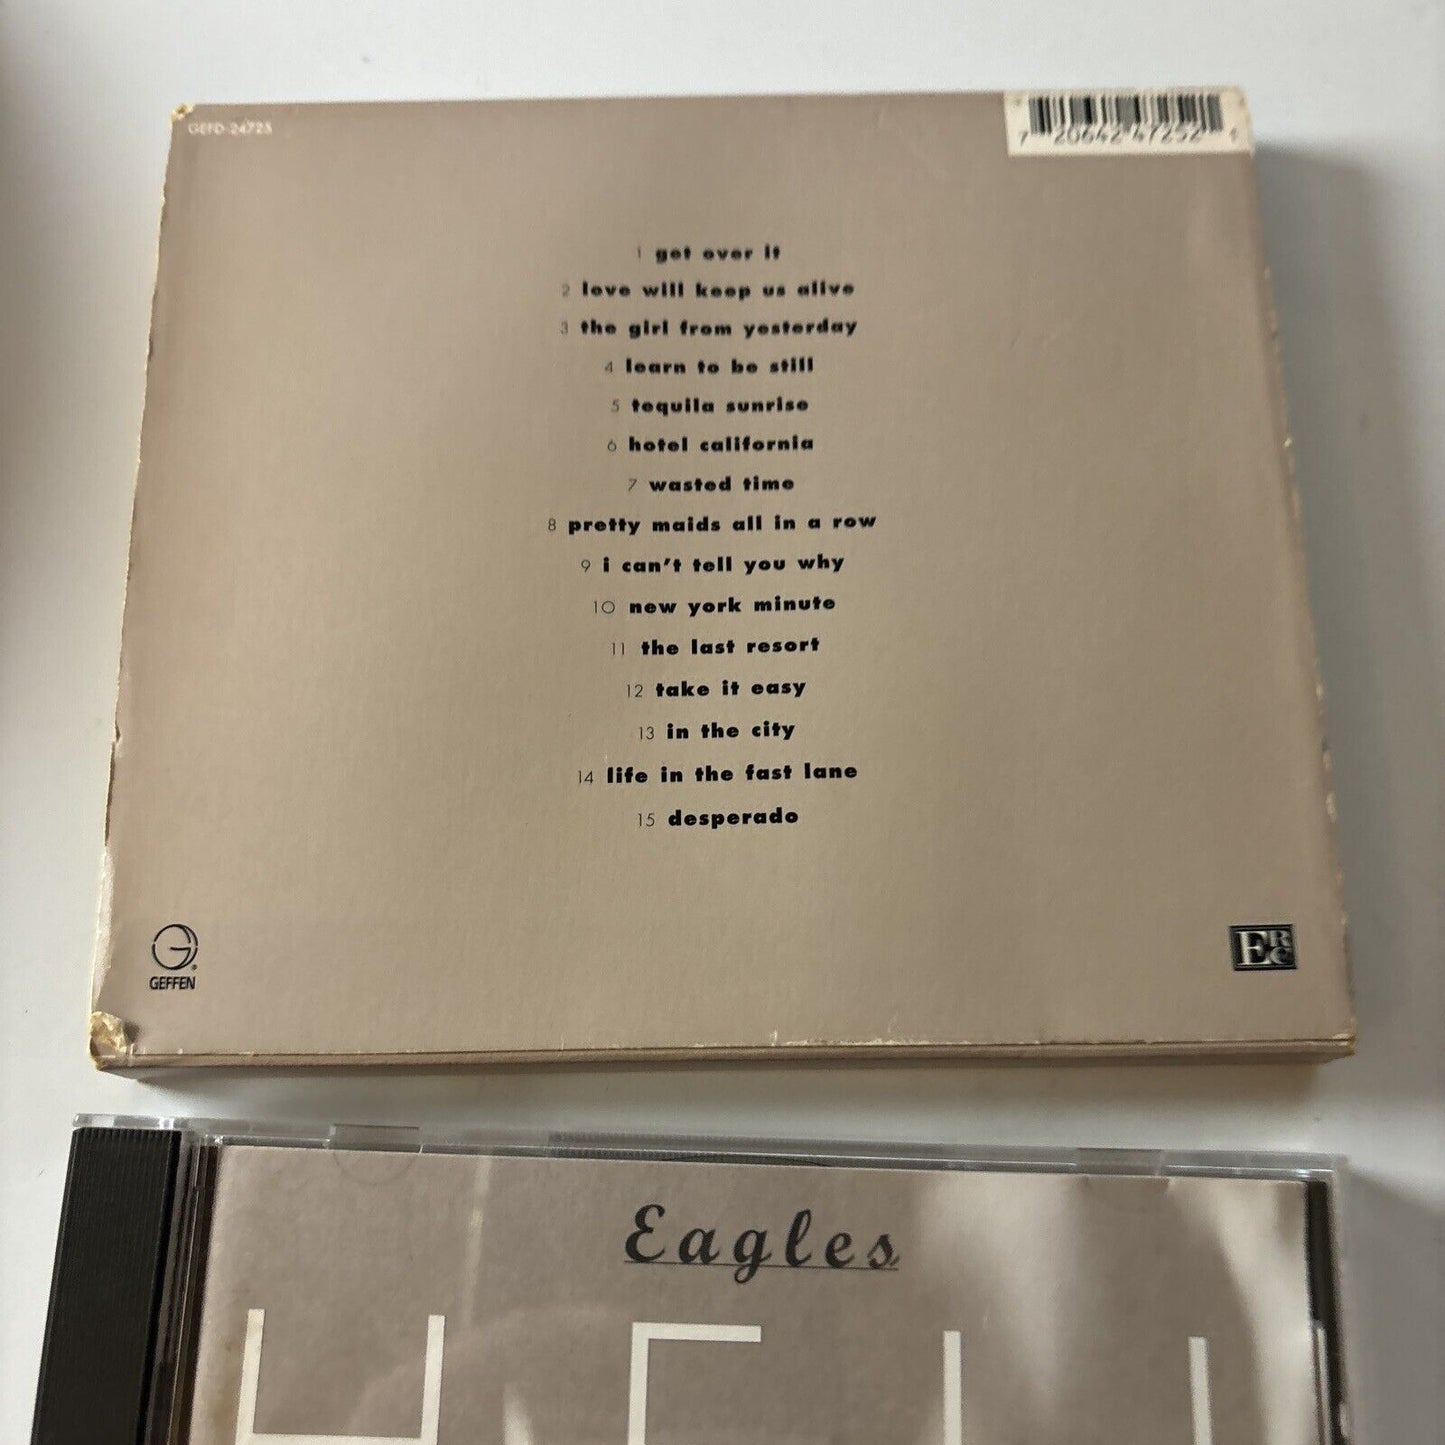 GEFD-24725
7 20642 47252 1
1 get over it
2 love will keep us alive
3 the girl from yesterday
4 learn to be still
5 tequila sunrise
6 hotel california
7 wasted time
8 pretty maids all in a row
9 i can't tell you why
10 new york minute
11 the last resort
12 take it easy
13 in the city
14 life in the fast lane
15 desperado
GEFFEN
ERC
Eagles